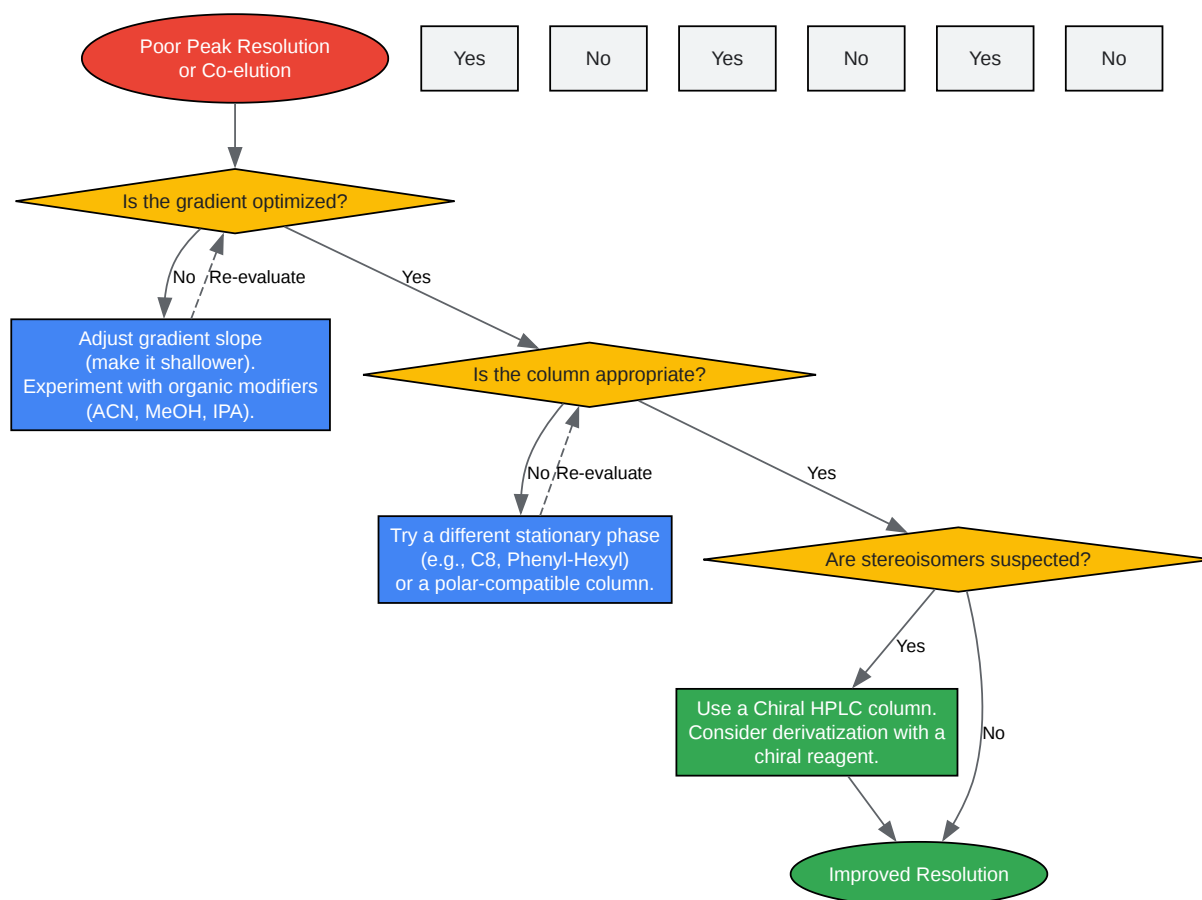 Poor Peak Resolution
or Co-elution
Yes
No
Yes
No
Yes
No
Is the gradient optimized?
No
Re-evaluate
Yes
Adjust gradient slope
(make it shallower).
Experiment with organic modifiers
(ACN, MeOH, IPA).
Is the column appropriate?
No
Re-evaluate
Yes
Try a different stationary phase
(e.g., C8, Phenyl-Hexyl)
or a polar-compatible column.
Are stereoisomers suspected?
Yes
No
Use a Chiral HPLC column.
Consider derivatization with a
chiral reagent.
Improved Resolution